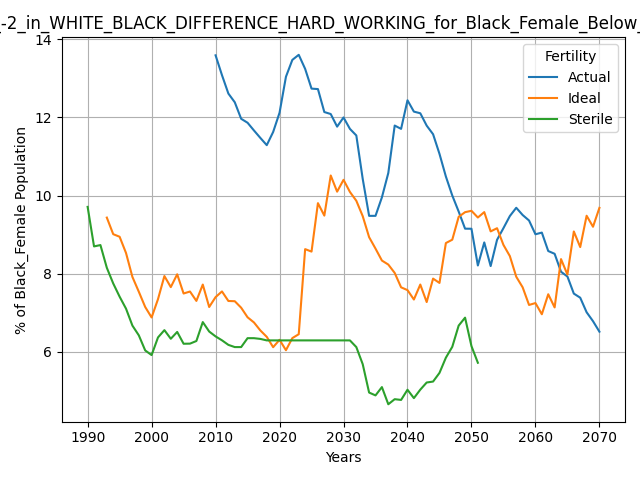 -2_in_WHITE_BLACK_DIFFERENCE_HARD_WORKING_for_Black_Female_Below_
% of Black_Female Population
14
12
10
8
6
Fertility
Actual
Ideal
Sterile
1990 2000 2010 2020 2030 2040 2050 2060 2070
Years